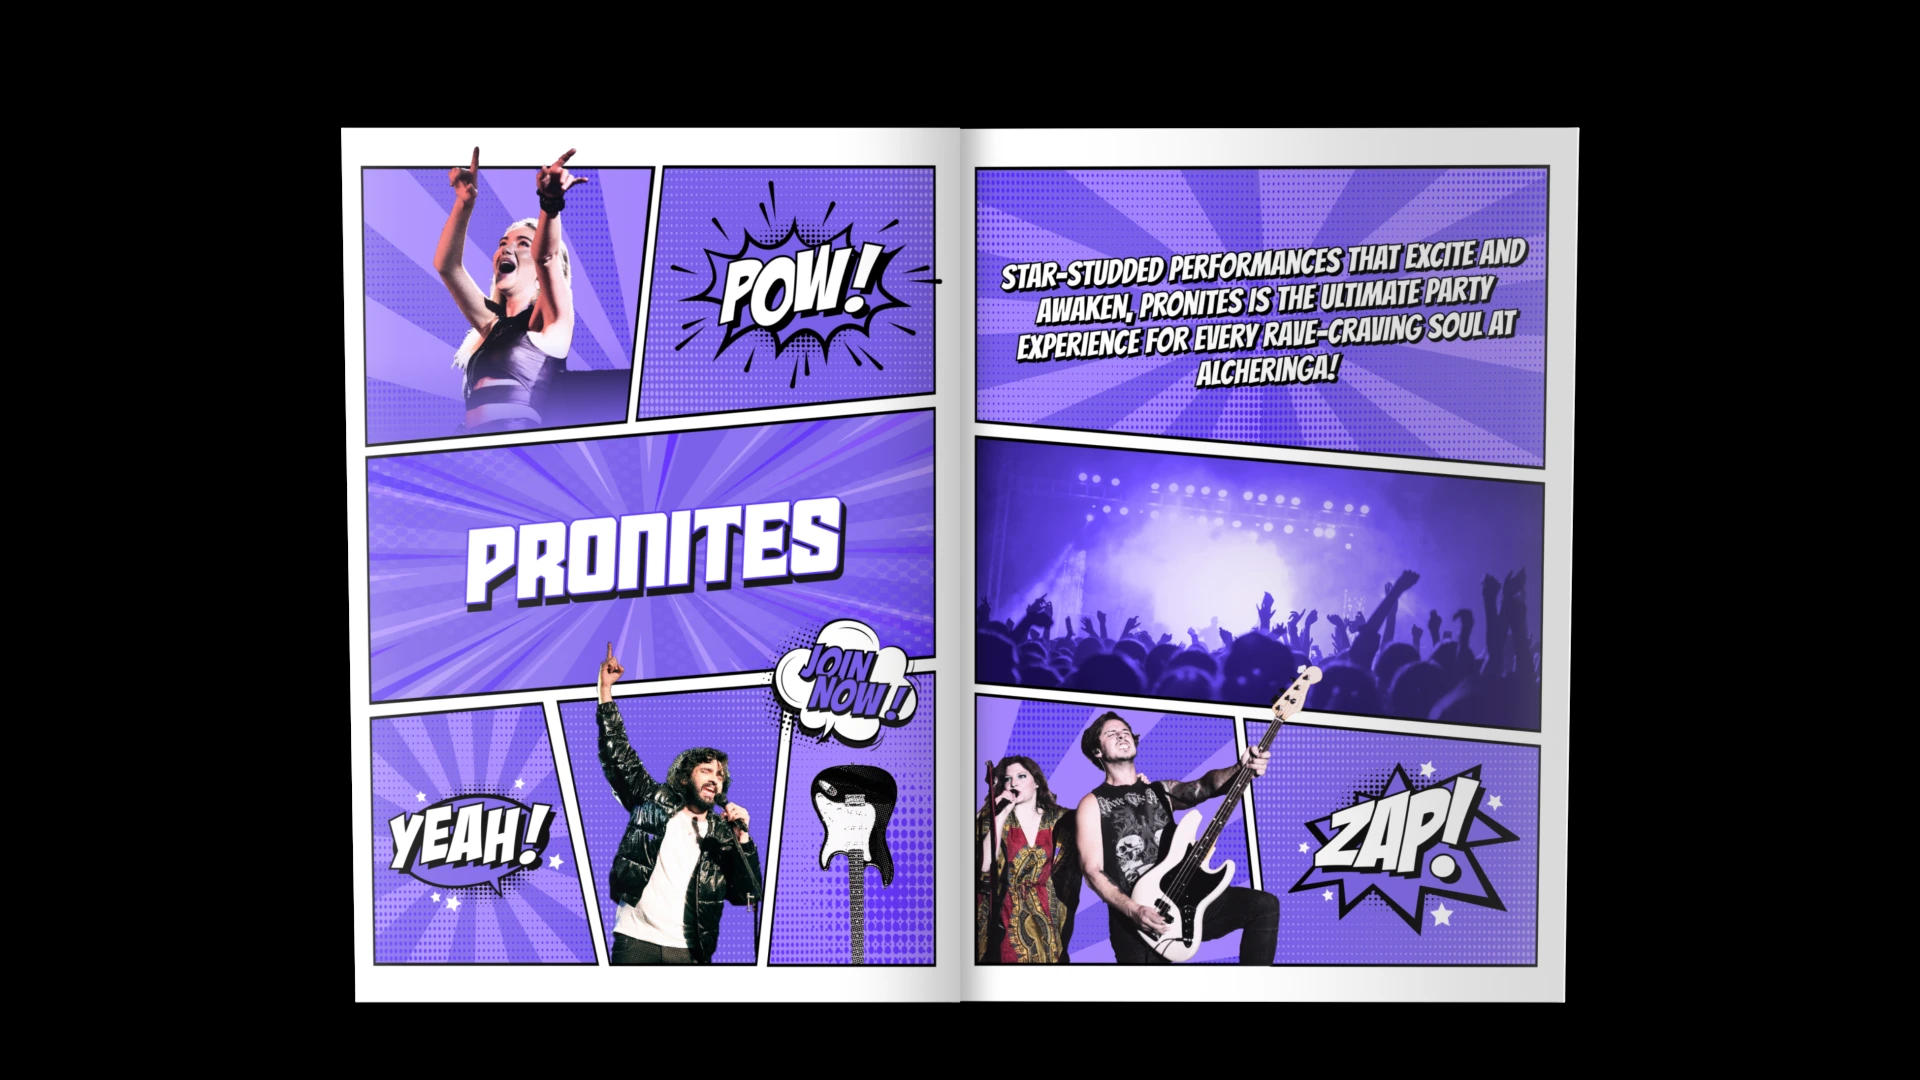 POW!
PRONITES
JOIN
NOW!
YEAH!
STAR-STUDDED PERFORMANCES THAT EXCITE AND
AWAKEN, PRONITES IS THE ULTIMATE PARTY
EXPERIENCE FOR EVERY RAVE-CRAVING SOUL AT
ALCHERINGA!
ZAP!